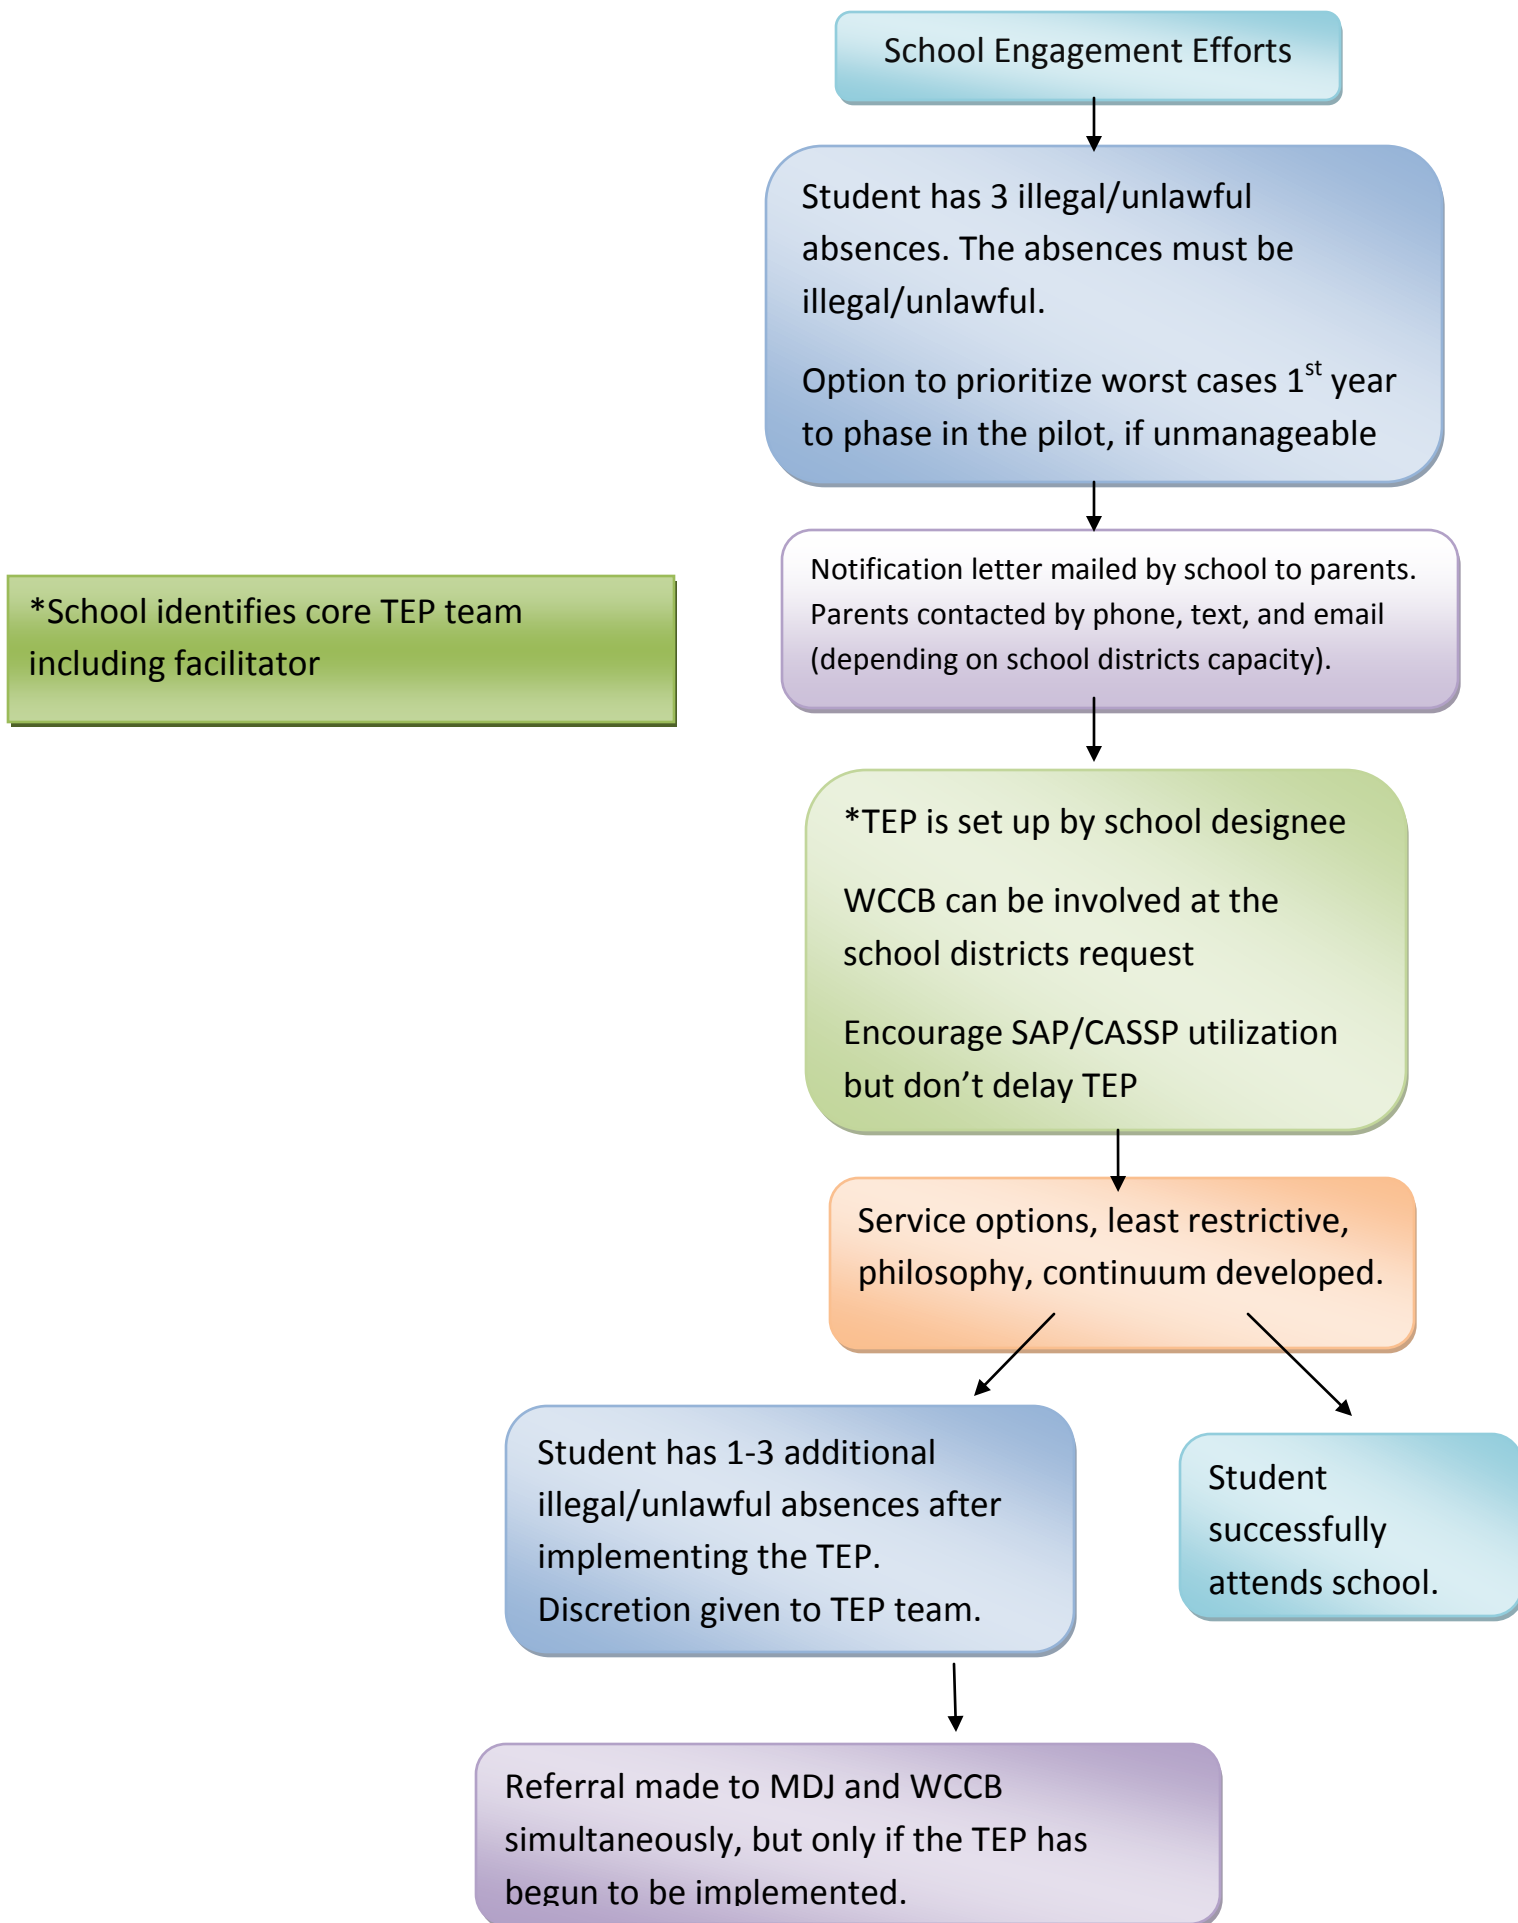 School Engagement Efforts
Student has 3 illegal/unlawful
absences. The absences must be
illegal/unlawful.
Option to prioritize worst cases 1st year
to phase in the pilot, if unmanageable
Notification letter mailed by school to parents.
Parents contacted by phone, text, and email
(depending on school districts capacity).
*School identifies core TEP team
including facilitator
*TEP is set up by school designee
WCCB can be involved at the
school districts request
Encourage SAP/CASSP utilization
but don’t delay TEP
Service options, least restrictive,
philosophy, continuum developed.
Student has 1-3 additional
illegal/unlawful absences after
implementing the TEP.
Discretion given to TEP team.
Student
successfully
attends school.
Referral made to MDJ and WCCB
simultaneously, but only if the TEP has
begun to be implemented.